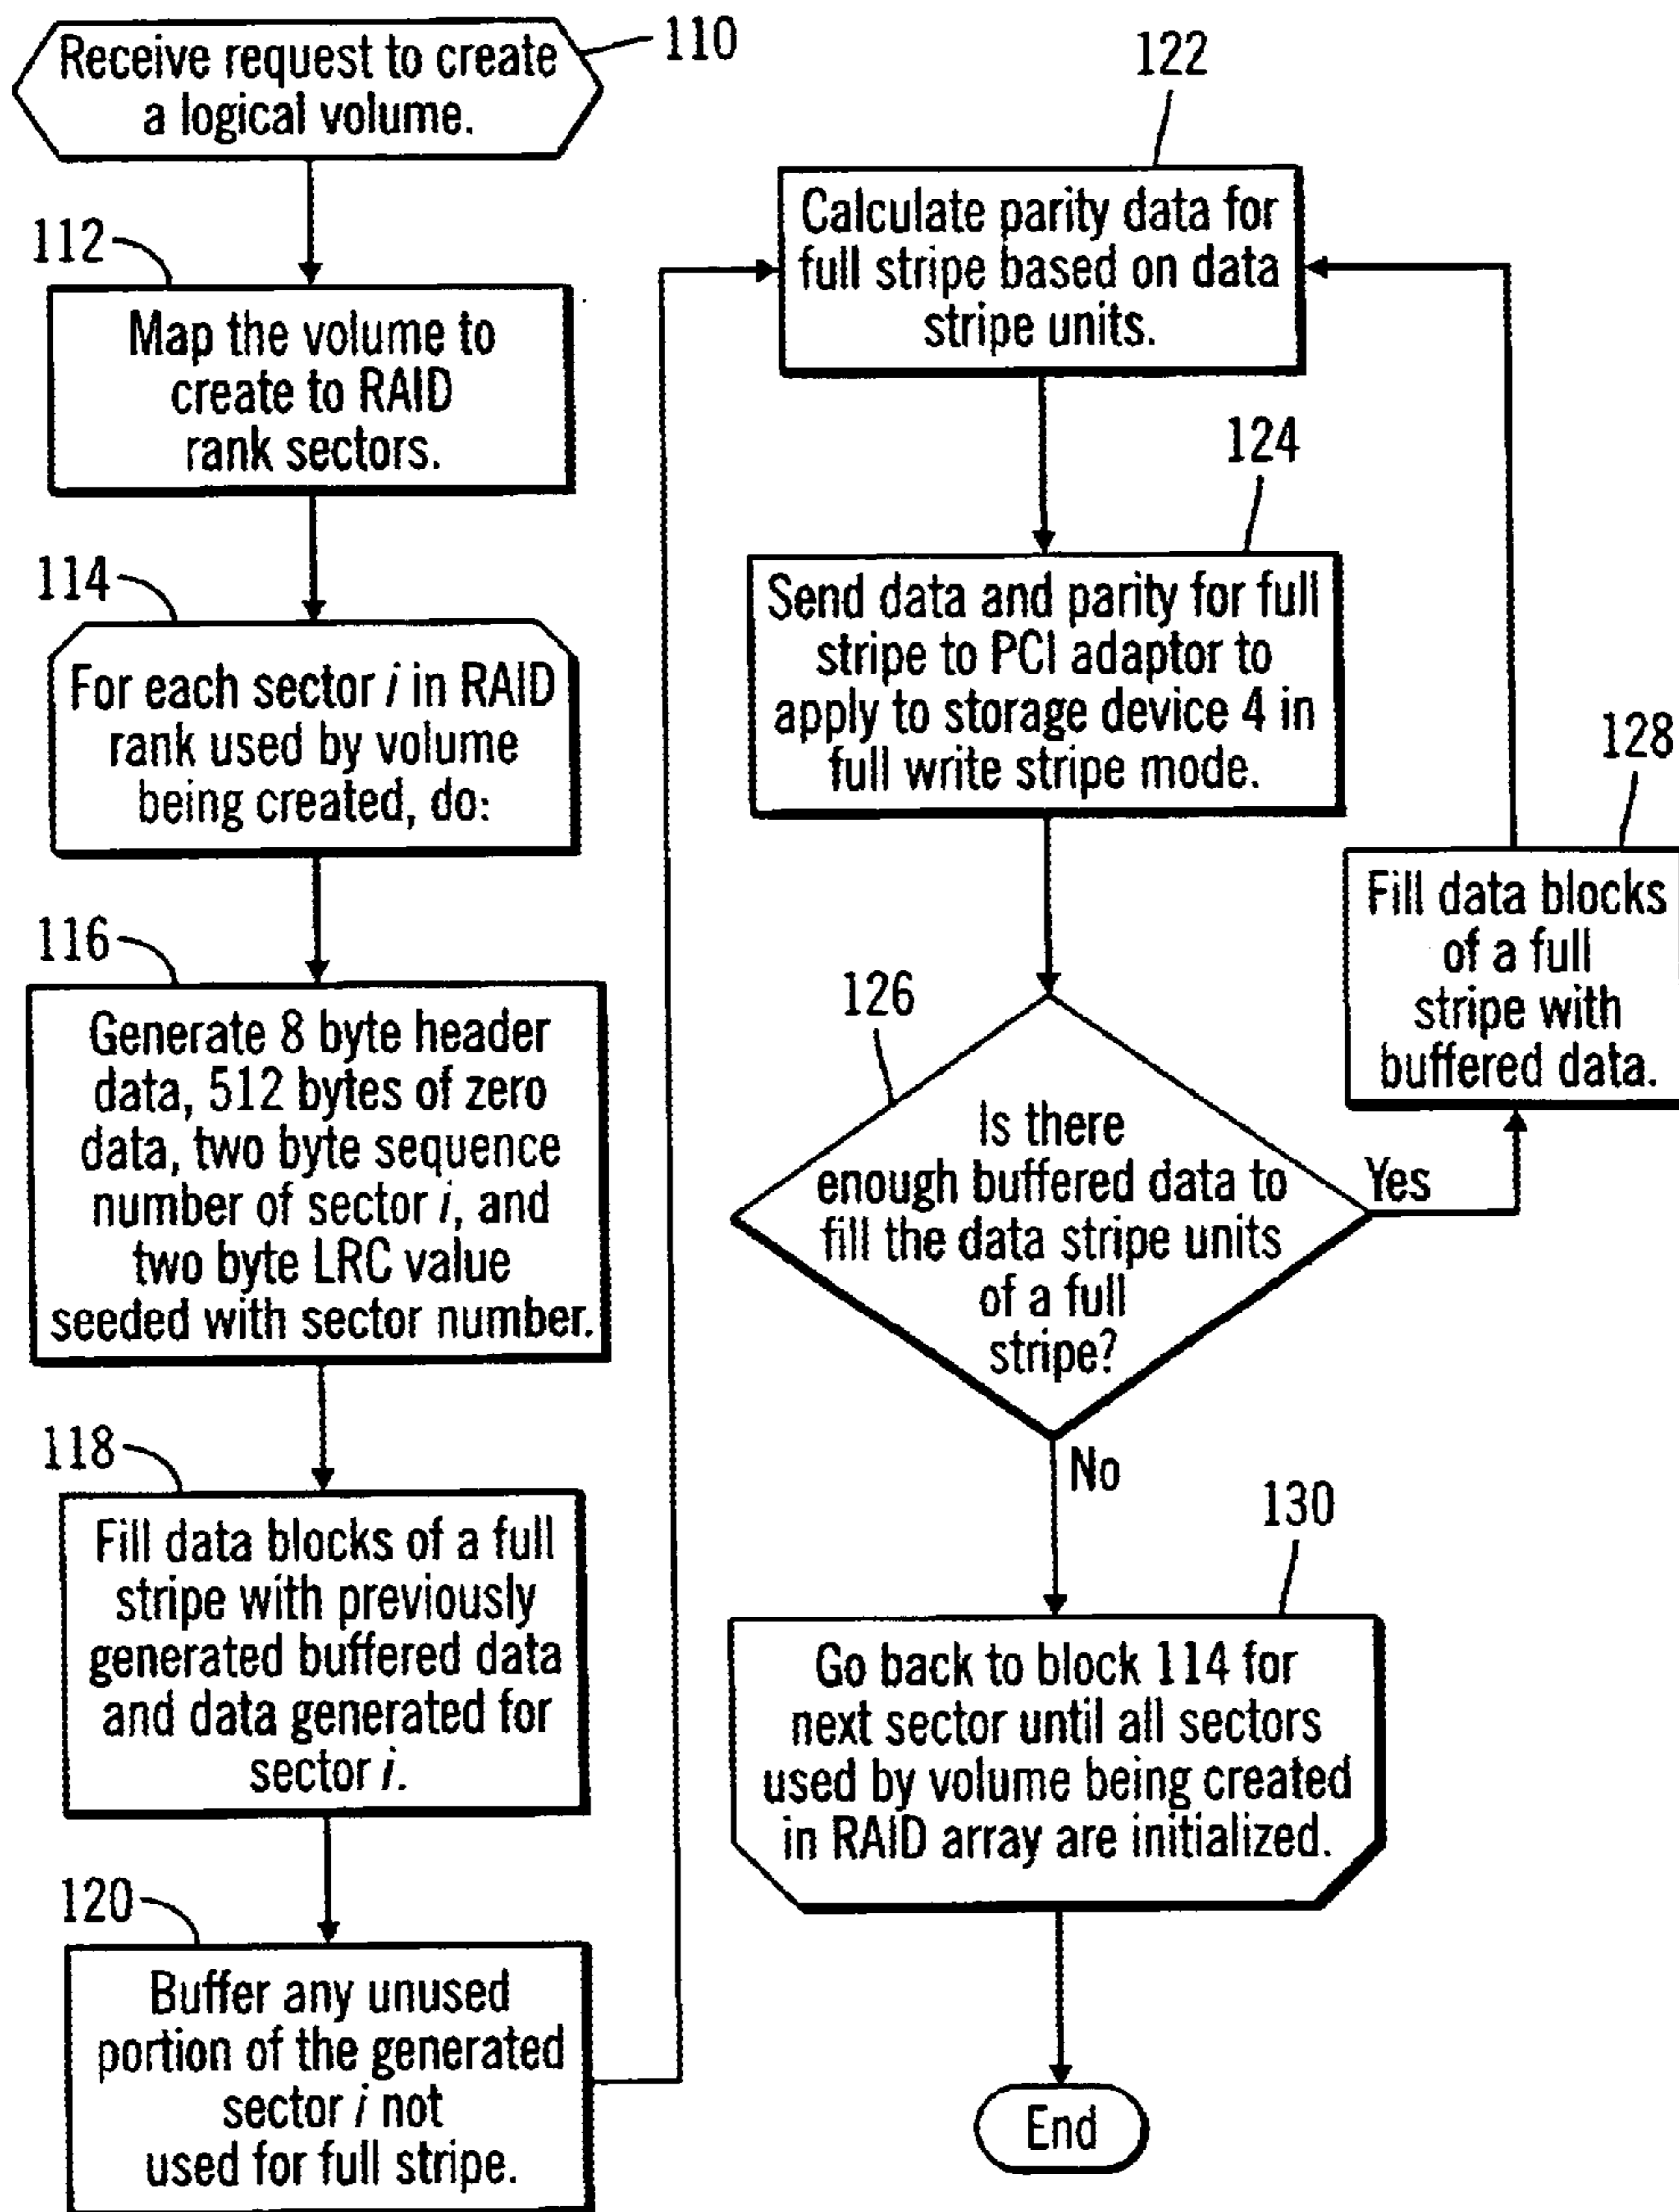 110
Receive request to create
a logical volume.
112
Map the volume to
create to RAID
rank sectors.
114
For each sector i in RAID
rank used by volume
being created, do:
116
Generate 8 byte header
data, 512 bytes of zero
data, two byte sequence
number of sector i, and
two byte LRC value
seeded with sector number.
118
Fill data blocks of a full
stripe with previously
generated buffered data
and data generated for
sector i.
120
Buffer any unused
portion of the generated
sector i not
used for full stripe.
122
Calculate parity data for
full stripe based on data
stripe units.
124
Send data and parity for full
stripe to PCI adaptor to
apply to storage device 4 in
full write stripe mode.
126
Is there
enough buffered data to
fill the data stripe units
of a full
stripe?
Yes
128
Fill data blocks
of a full
stripe with
buffered data.
No
130
Go back to block 114 for
next sector until all sectors
used by volume being created
in RAID array are initialized.
End